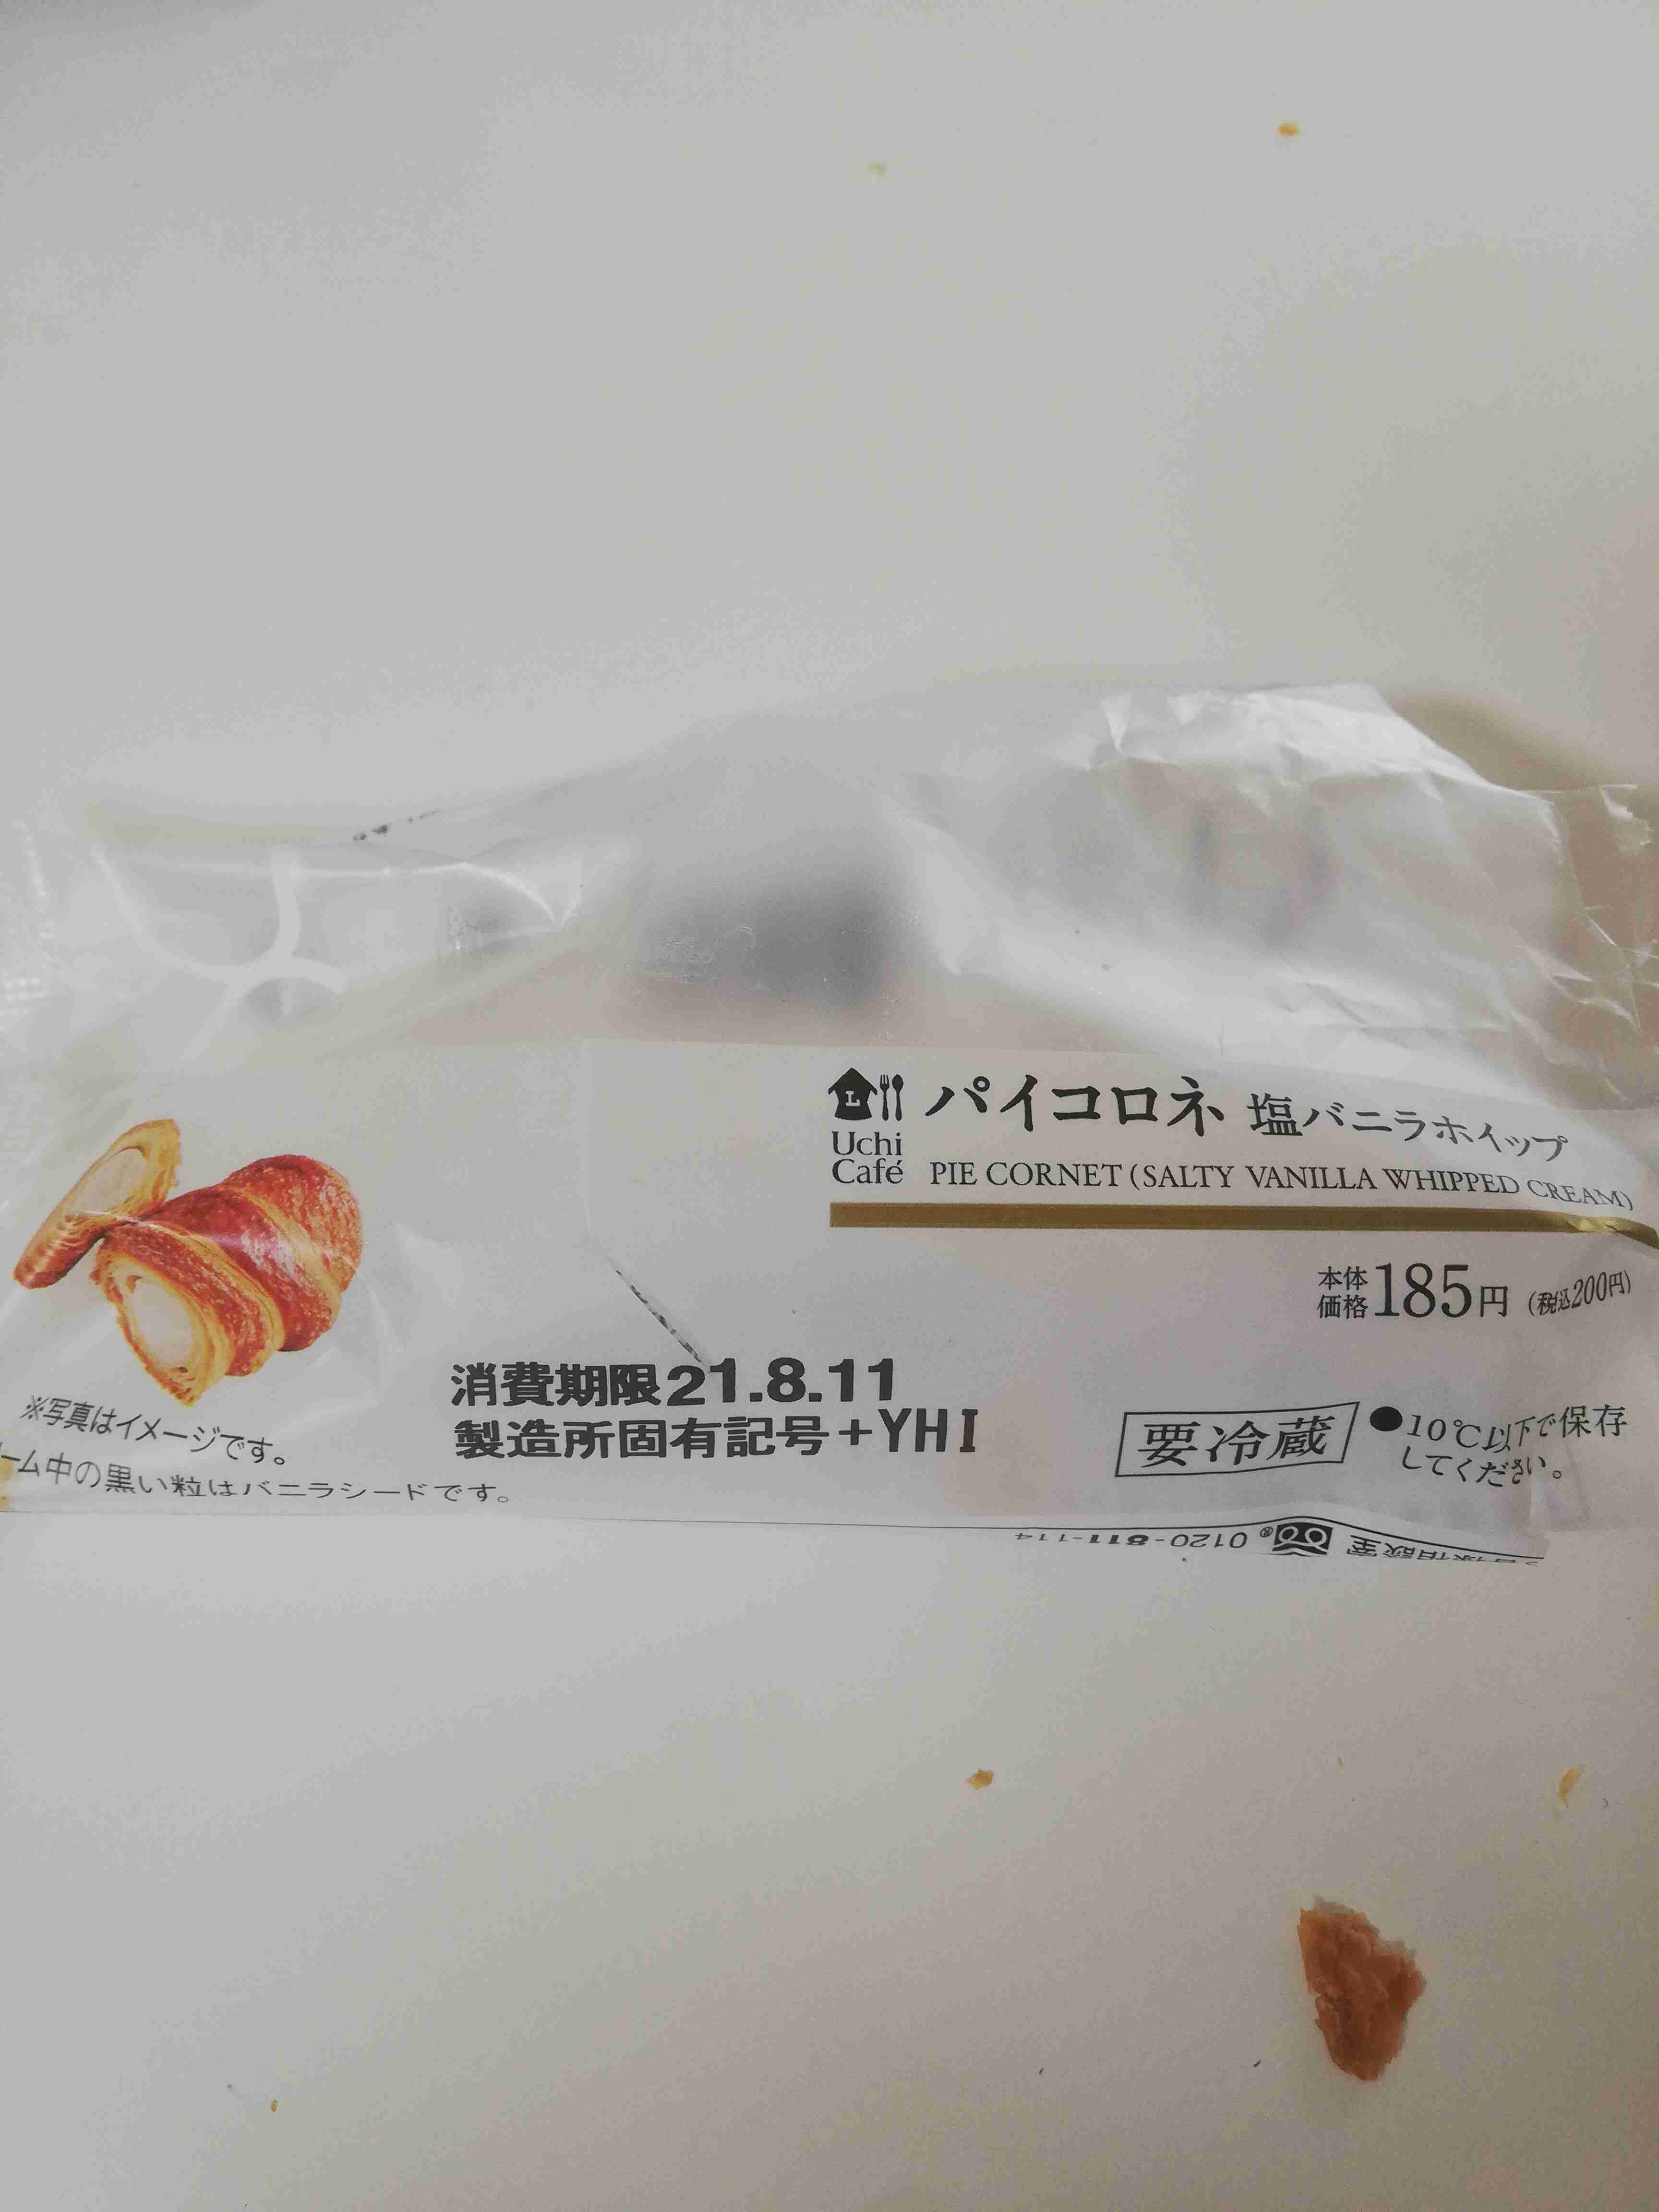 パイコロネ 塩バニラホイップ
Uchi
Café
PIE CORNET (SALTY VANILLA WHIPPED CREAM)
本体
価格 185円 (税込200円)
消費期限21.8.11
製造所固有記号+YHI
要冷蔵
●10℃以下で保存
してください。
※写真はイメージです。
ーム中の黒い粒はバニラシードです。
相談室 0120-811-114